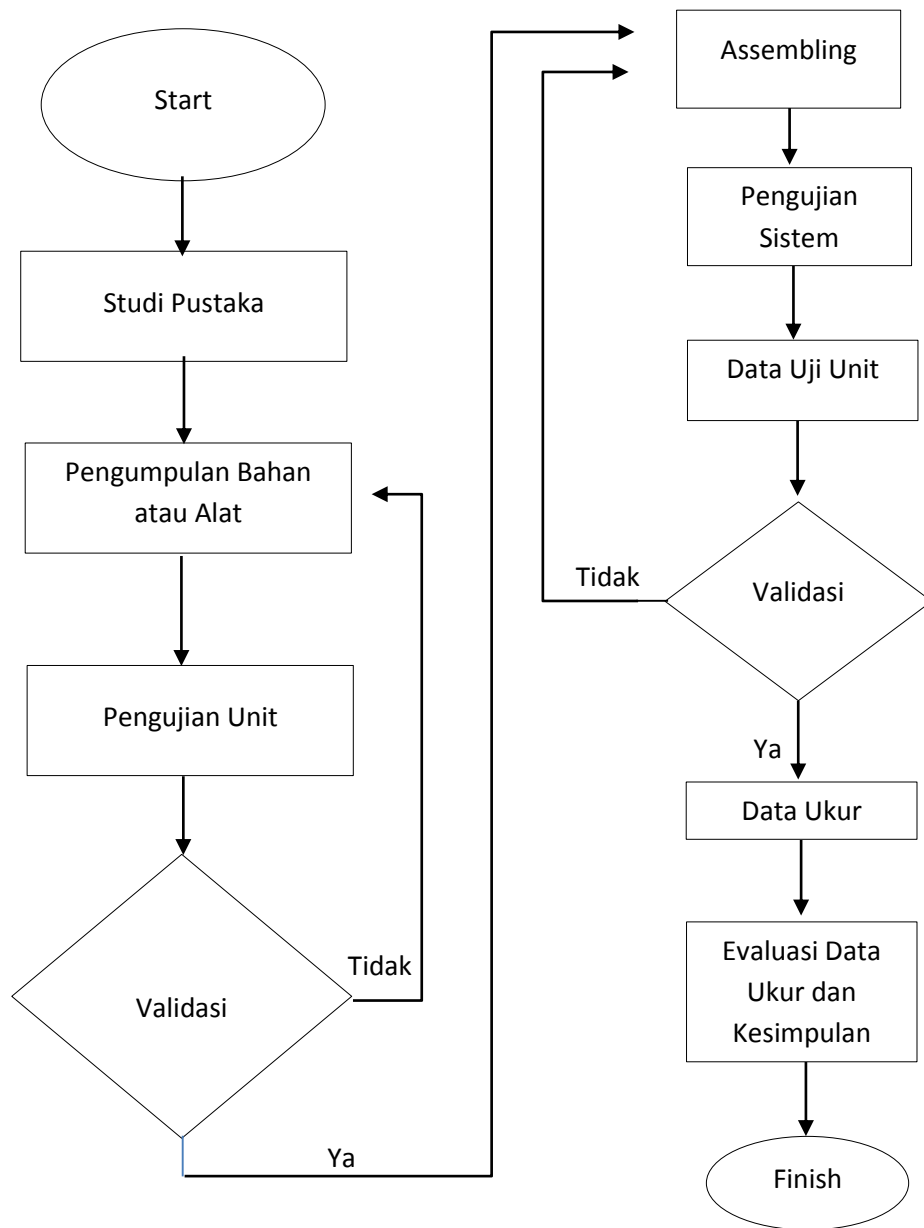 Start
Studi Pustaka
Pengumpulan Bahan
atau Alat
Pengujian Unit
Validasi
Tidak
Ya
Assembling
Pengujian
Sistem
Data Uji Unit
Validasi
Tidak
Ya
Data Ukur
Evaluasi Data
Ukur dan
Kesimpulan
Finish